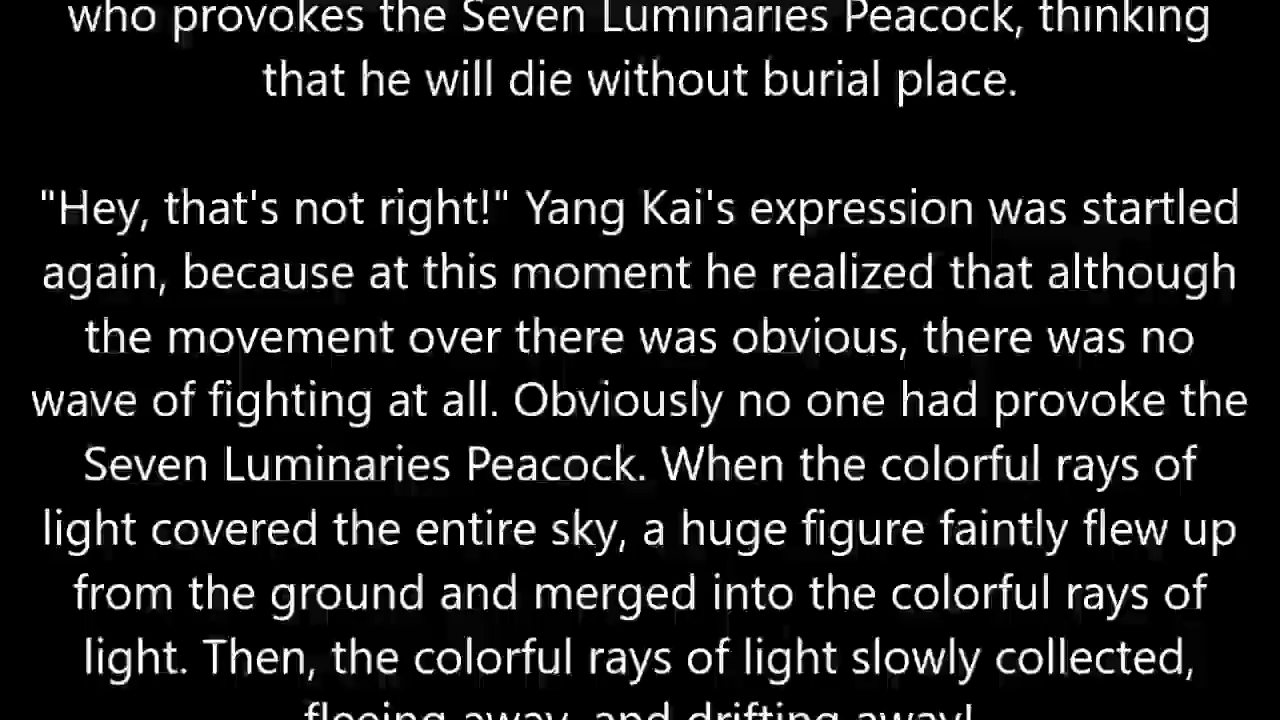 who provokes the Seven Luminaries Peacock, thinking
that he will die without burial place.
"Hey, that's not right!" Yang Kai's expression was startled
again, because at this moment he realized that although
the movement over there was obvious, there was no
wave of fighting at all. Obviously no one had provoke the
Seven Luminaries Peacock. When the colorful rays of
light covered the entire sky, a huge figure faintly flew up
from the ground and merged into the colorful rays of
light. Then, the colorful rays of light slowly collected,
fleeing away, and drifting away!